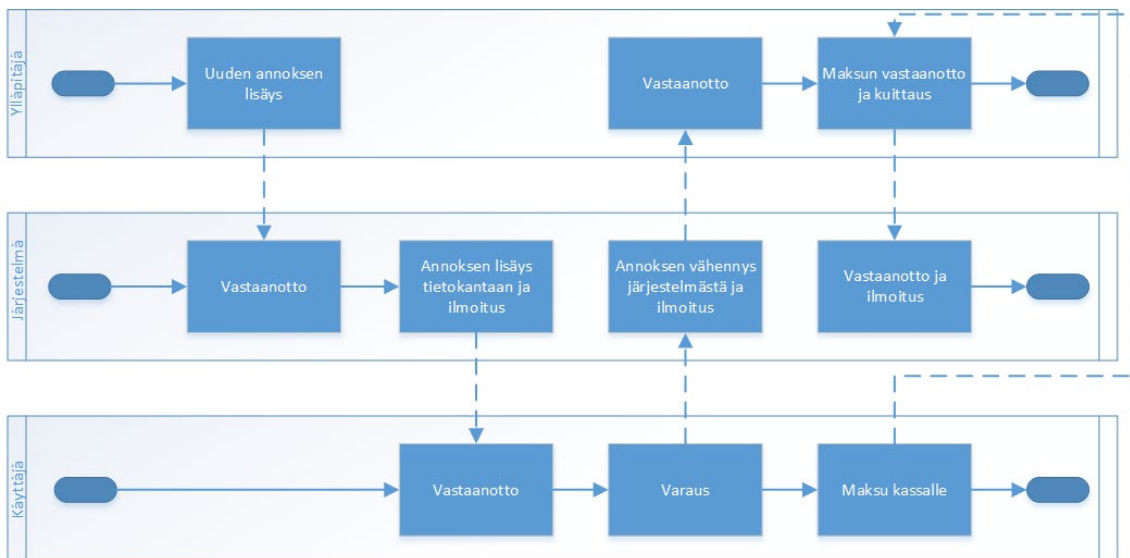 Ylläpitäjä
Uuden annoksen
lisäys
Vastaanotto
Maksun vastaanotto
ja kuittaus
Järjestelmä
Vastaanotto
Annoksen lisäys
tietokantaan ja
ilmoitus
Annoksen vähennys
järjestelmästä ja
ilmoitus
Vastaanotto ja
ilmoitus
Käyttäjä
Vastaanotto
Varaus
Maksu kassalle